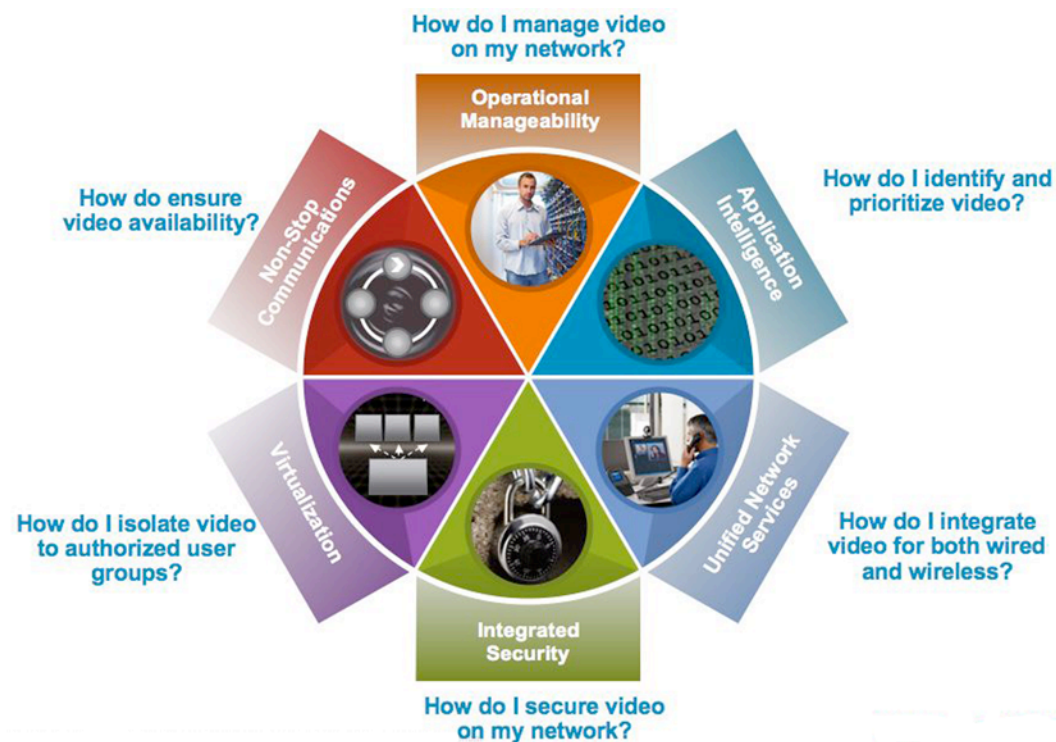 How do I manage video
on my network?
Operational
Manageability
How do ensure
video availability?
Non-Stop
Communications
Application
Intelligence
How do I identify and
prioritize video?
How do I isolate video
to authorized user
groups?
Virtualization
Unified Network
Services
How do I integrate
video for both wired
and wireless?
Integrated
Security
How do I secure video
on my network?